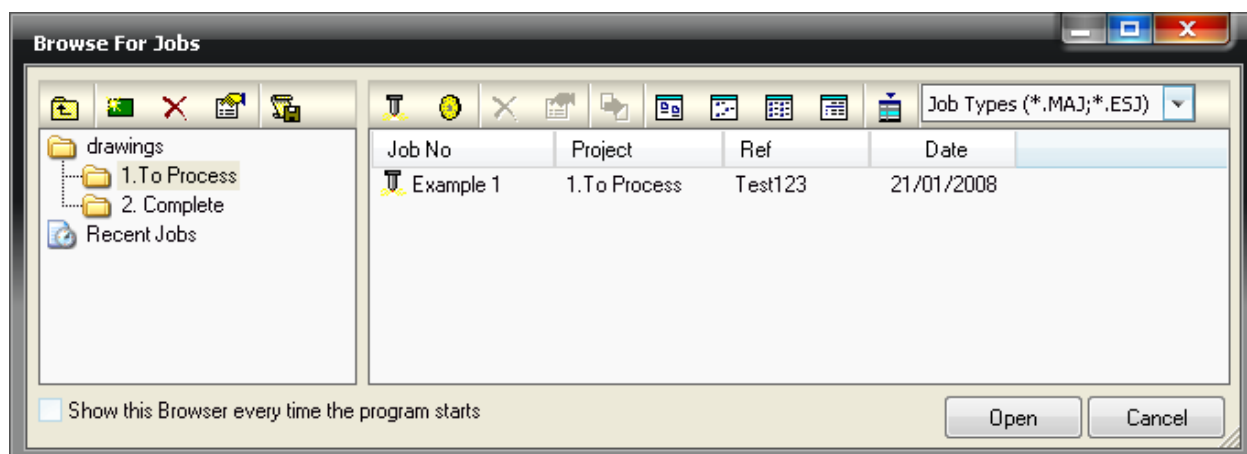 Browse For Jobs
Job Types (*.MAJ;*.ESJ)
drawings
1.To Process
2. Complete
Recent Jobs
Job No Project Ref Date
Example 1 1.To Process Test123 21/01/2008
Show this Browser every time the program starts
Open Cancel